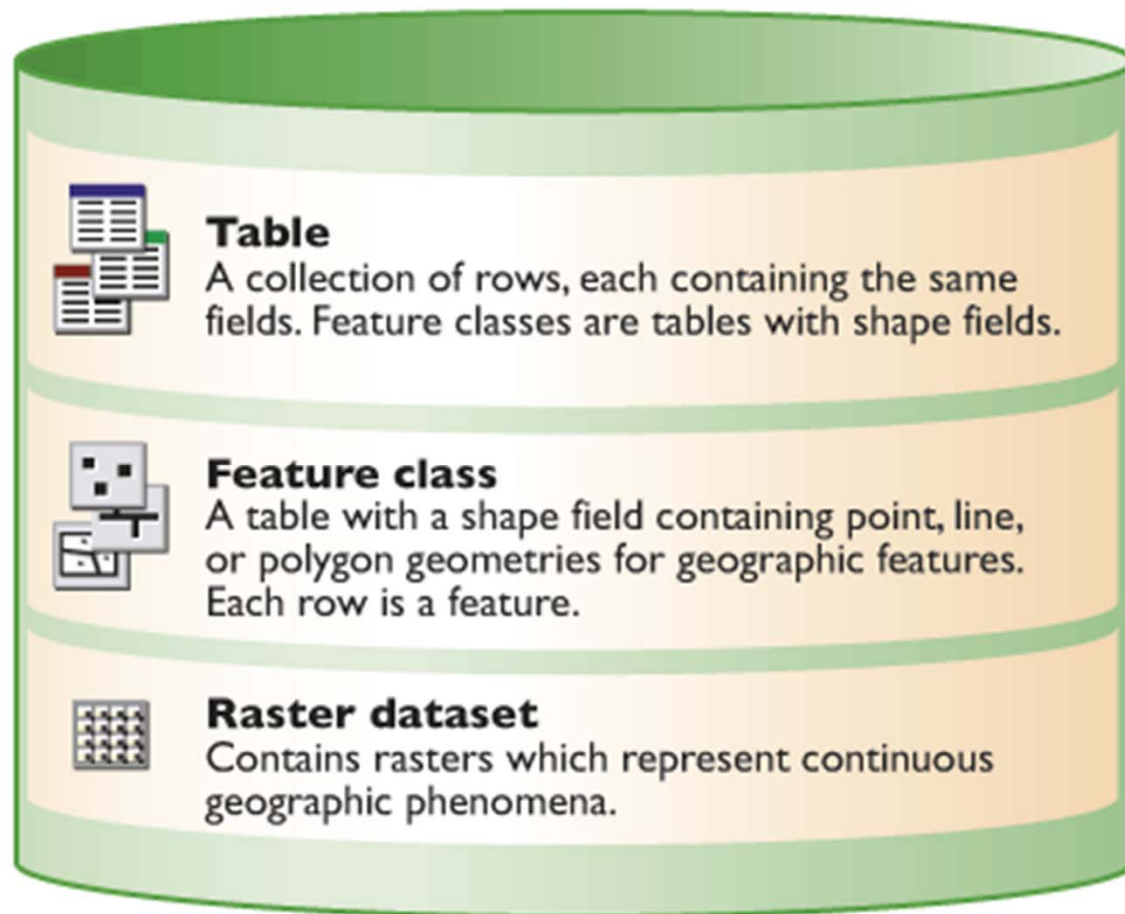 Table
A collection of rows, each containing the same
fields. Feature classes are tables with shape fields.
Feature class
A table with a shape field containing point, line,
or polygon geometries for geographic features.
Each row is a feature.
Raster dataset
Contains rasters which represent continuous
geographic phenomena.